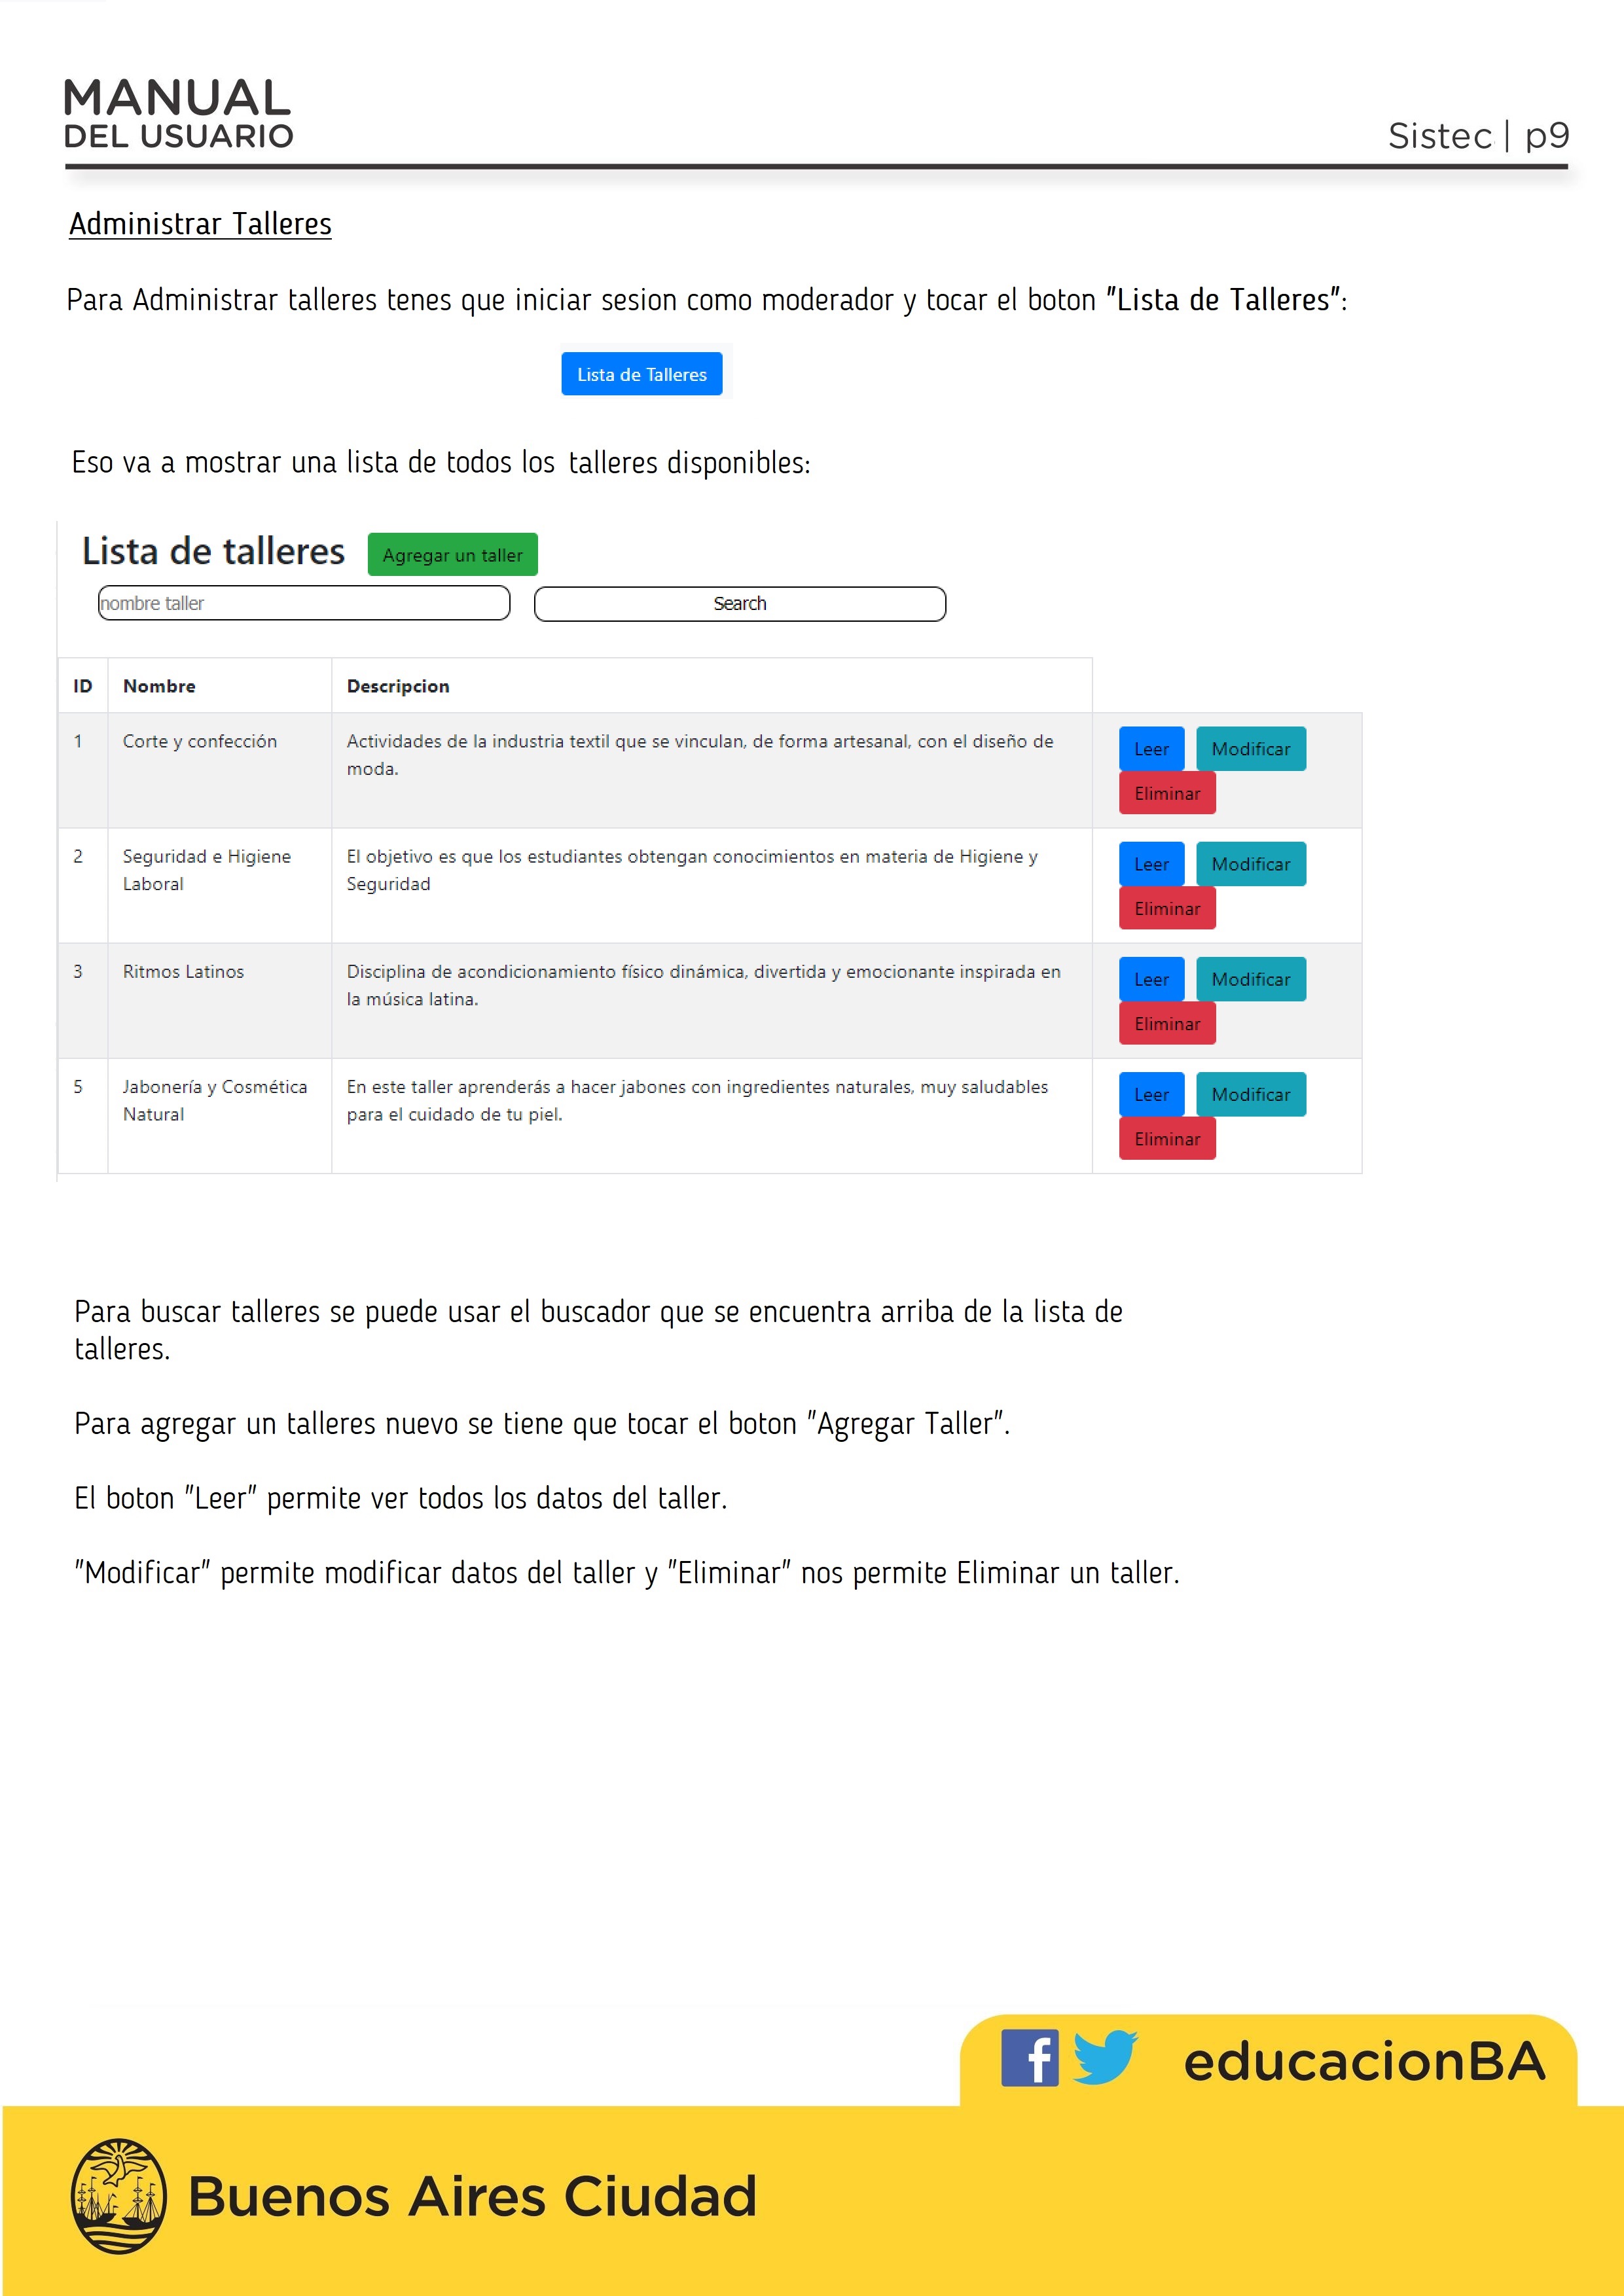 MANUAL
DEL USUARIO
Sistec | p9
Administrar Talleres
Para Administrar talleres tenes que iniciar sesion como moderador y tocar el boton "Lista de Talleres":
Lista de Talleres
Eso va a mostrar una lista de todos los talleres disponibles:
Lista de talleres Agregar un taller
nombre taller Search
ID Nombre Descripcion
1 Corte y confección Actividades de la industria textil que se vinculan, de forma artesanal, con el diseño de
moda.
Leer Modificar
Eliminar
2 Seguridad e Higiene
Laboral
El objetivo es que los estudiantes obtengan conocimientos en materia de Higiene y
Seguridad
Leer Modificar
Eliminar
3 Ritmos Latinos Disciplina de acondicionamiento físico dinámica, divertida y emocionante inspirada en
la música latina.
Leer Modificar
Eliminar
5 Jabonería y Cosmética
Natural
En este taller aprenderás a hacer jabones con ingredientes naturales, muy saludables
para el cuidado de tu piel.
Leer Modificar
Eliminar
Para buscar talleres se puede usar el buscador que se encuentra arriba de la lista de
talleres.
Para agregar un talleres nuevo se tiene que tocar el boton "Agregar Taller".
El boton "Leer" permite ver todos los datos del taller.
"Modificar" permite modificar datos del taller y "Eliminar" nos permite Eliminar un taller.
educacionBA
Buenos Aires Ciudad